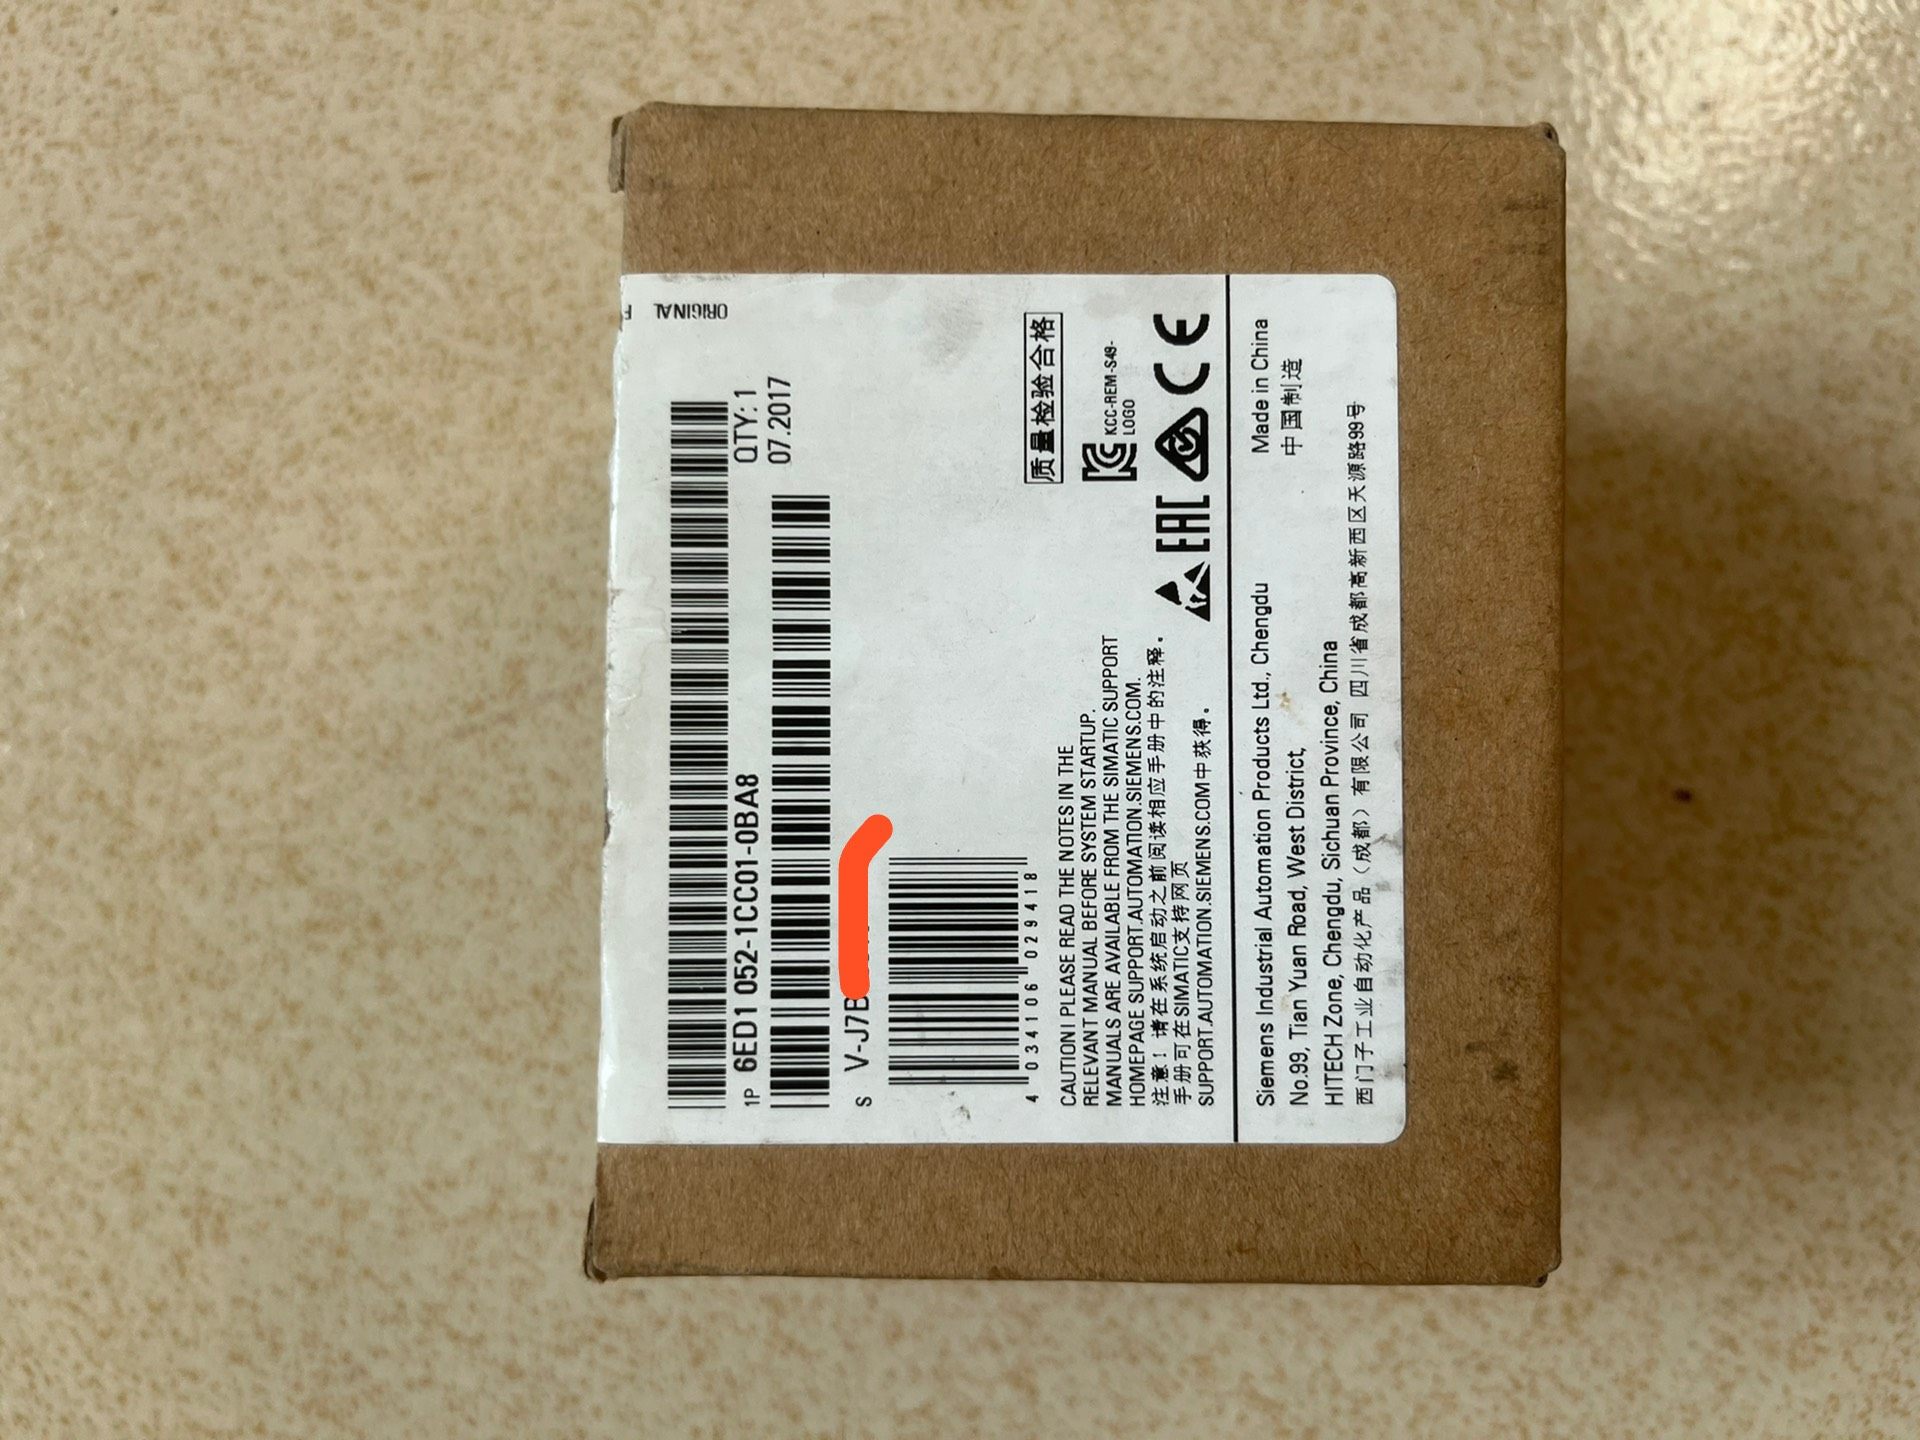 ORIGINAL
1P 6ED1 052-1CC01-0BA8
QTY: 1
07.2017
S V-J7B
4 034106 029418
质量检验合格
KCC-REM-S49-
LOGO
EAC
CE
CAUTION! PLEASE READ THE NOTES IN THE
RELEVANT MANUAL BEFORE SYSTEM STARTUP.
MANUALS ARE AVAILABLE FROM THE SIMATIC SUPPORT
HOMEPAGE SUPPORT.AUTOMATION.SIEMENS.COM.
注意！请在系统启动之前阅读相应手册中的注释。
手册可在SIMATIC支持网页
SUPPORT.AUTOMATION.SIEMENS.COM中获得。
Siemens Industrial Automation Products Ltd., Chengdu
No.99, Tian Yuan Road, West District,
HITECH Zone, Chengdu, Sichuan Province, China
西门子工业自动化产品（成都）有限公司 四川省成都高新西区天源路99号
Made in China
中国制造